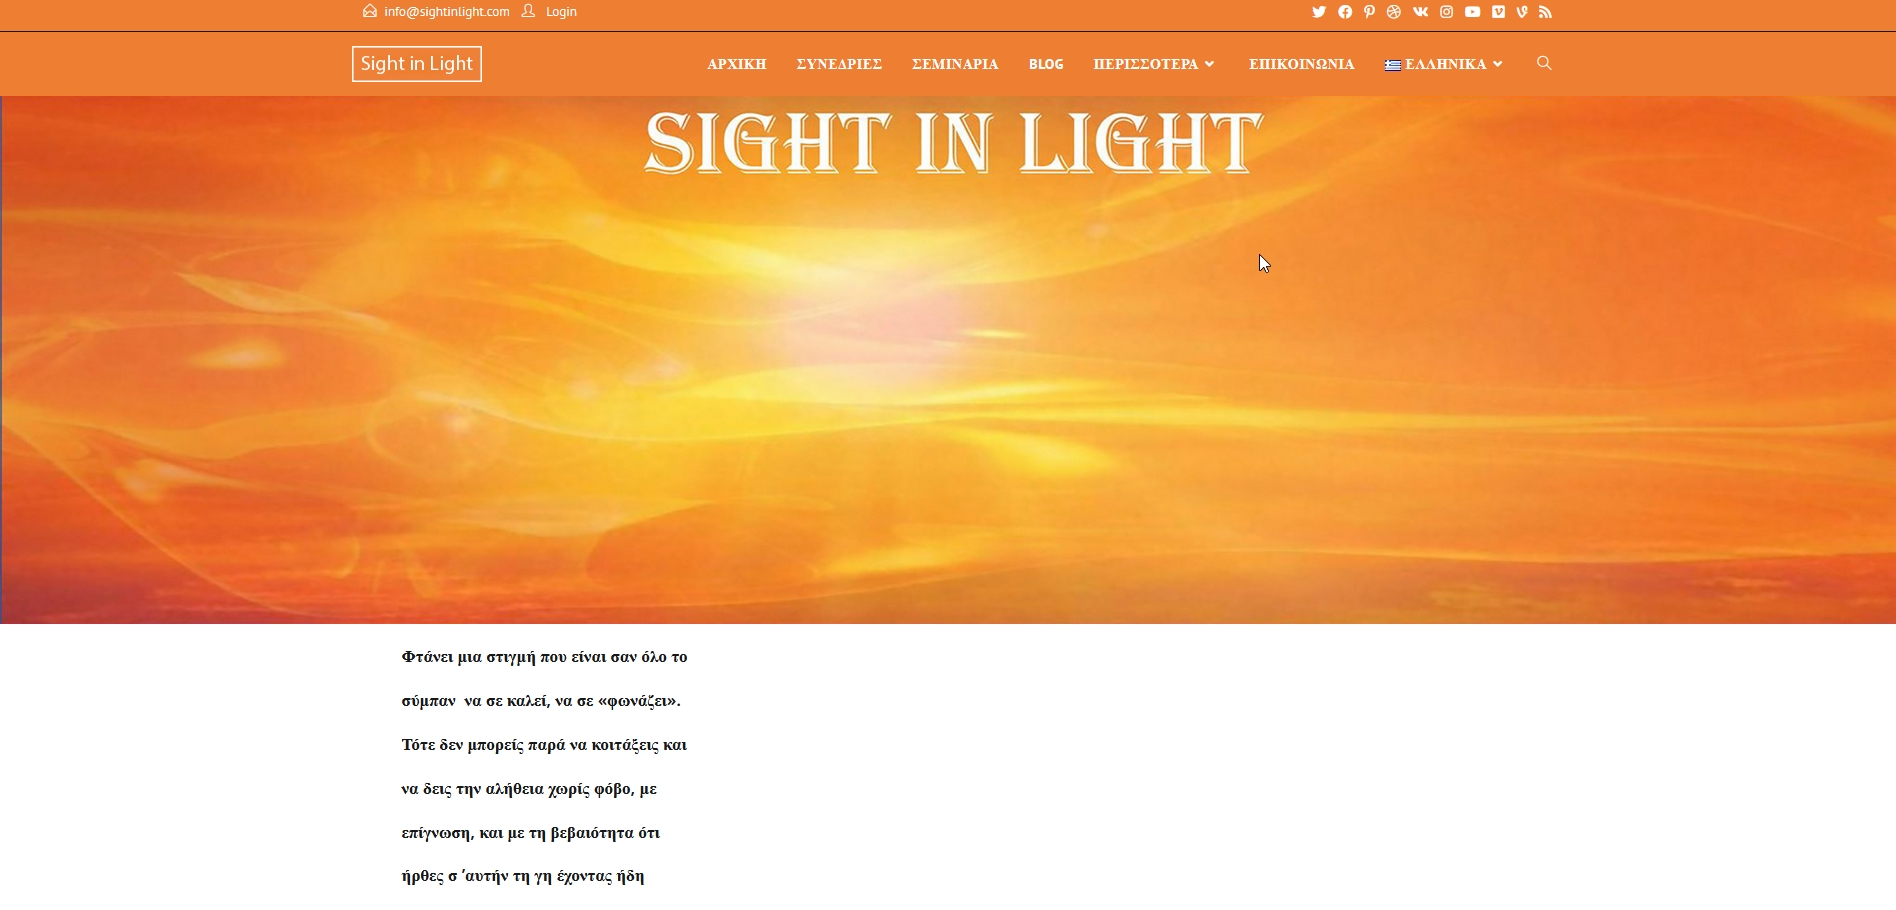 info@sightinlight.com Login
Sight in Light ΑΡΧΙΚΗ ΣΥΝΕΔΡΙΕΣ ΣΕΜΙΝΑΡΙΑ BLOG ΠΕΡΙΣΣΟΤΕΡΑ ΕΠΙΚΟΙΝΩΝΙΑ ΕΛΛΗΝΙΚΑ
SIGHT IN LIGHT
Φτάνει μια στιγμή που είναι σαν όλο το
σύμπαν να σε καλεί, να σε «φωνάζει».
Τότε δεν μπορείς παρά να κοιτάξεις και
να δεις την αλήθεια χωρίς φόβο, με
επίγνωση, και με τη βεβαιότητα ότι
ήρθες σ ’αυτήν τη γη έχοντας ήδη